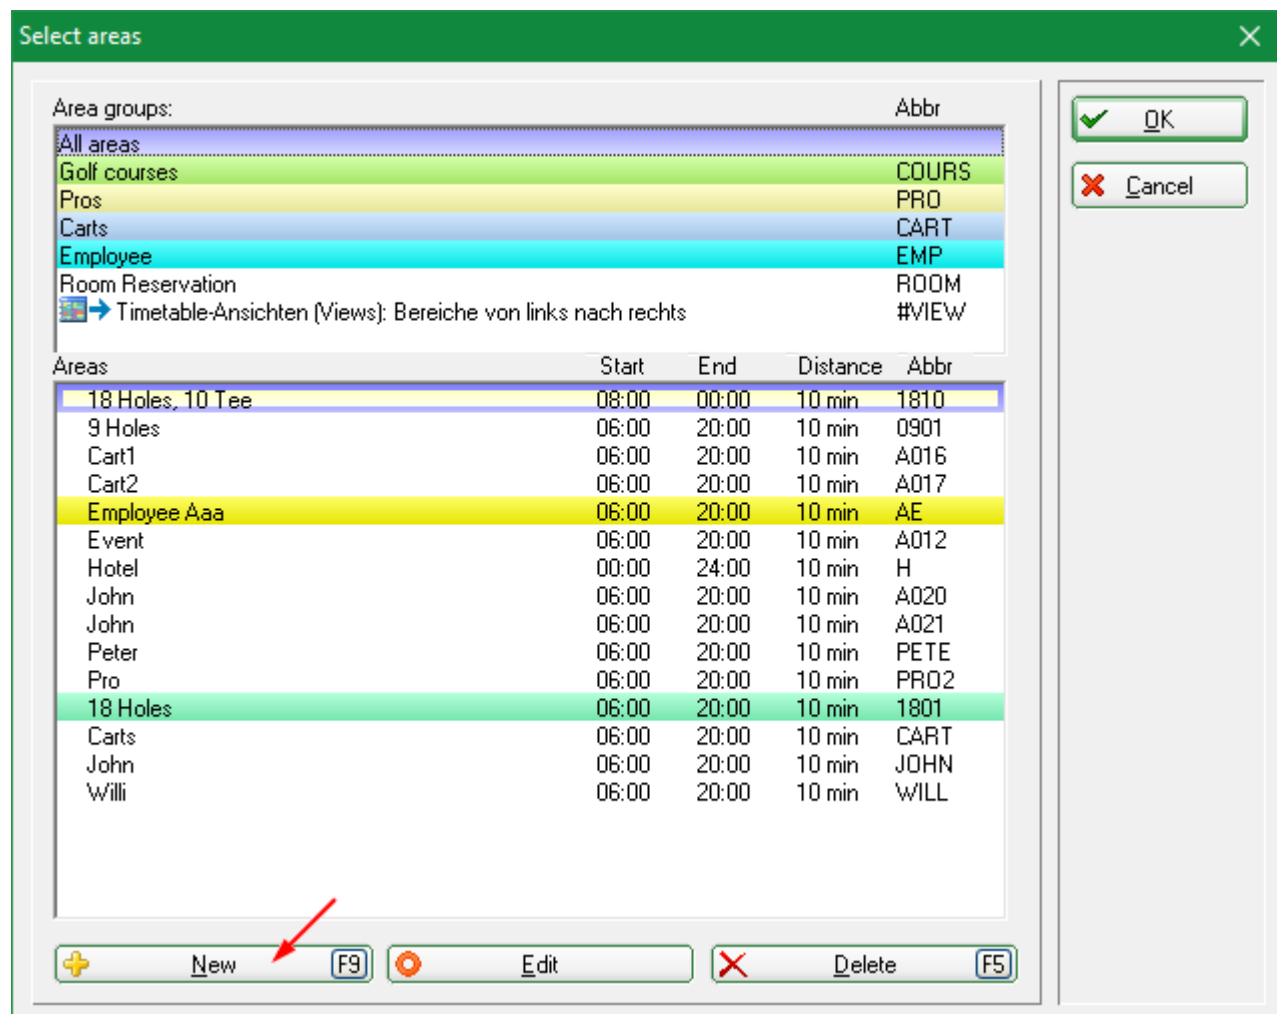 Select areas
Area groups: Abbr
All areas
Golf courses COURS
Pros PRO
Carts CART
Employee EMP
Room Reservation ROOM
Timetable-Ansichten (Views): Bereiche von links nach rechts #VIEW
Areas Start End Distance Abbr
18 Holes, 10 Tee 08:00 00:00 10 min 1810
9 Holes 06:00 20:00 10 min 0901
Cart1 06:00 20:00 10 min A016
Cart2 06:00 20:00 10 min A017
Employee Aaa 06:00 20:00 10 min AE
Event 06:00 20:00 10 min A012
Hotel 00:00 24:00 10 min H
John 06:00 20:00 10 min A020
John 06:00 20:00 10 min A021
Peter 06:00 20:00 10 min PETE
Pro 06:00 20:00 10 min PRO2
18 Holes 06:00 20:00 10 min 1801
Carts 06:00 20:00 10 min CART
John 06:00 20:00 10 min JOHN
Willi 06:00 20:00 10 min WILL
New F9 Edit Delete F5
OK
Cancel